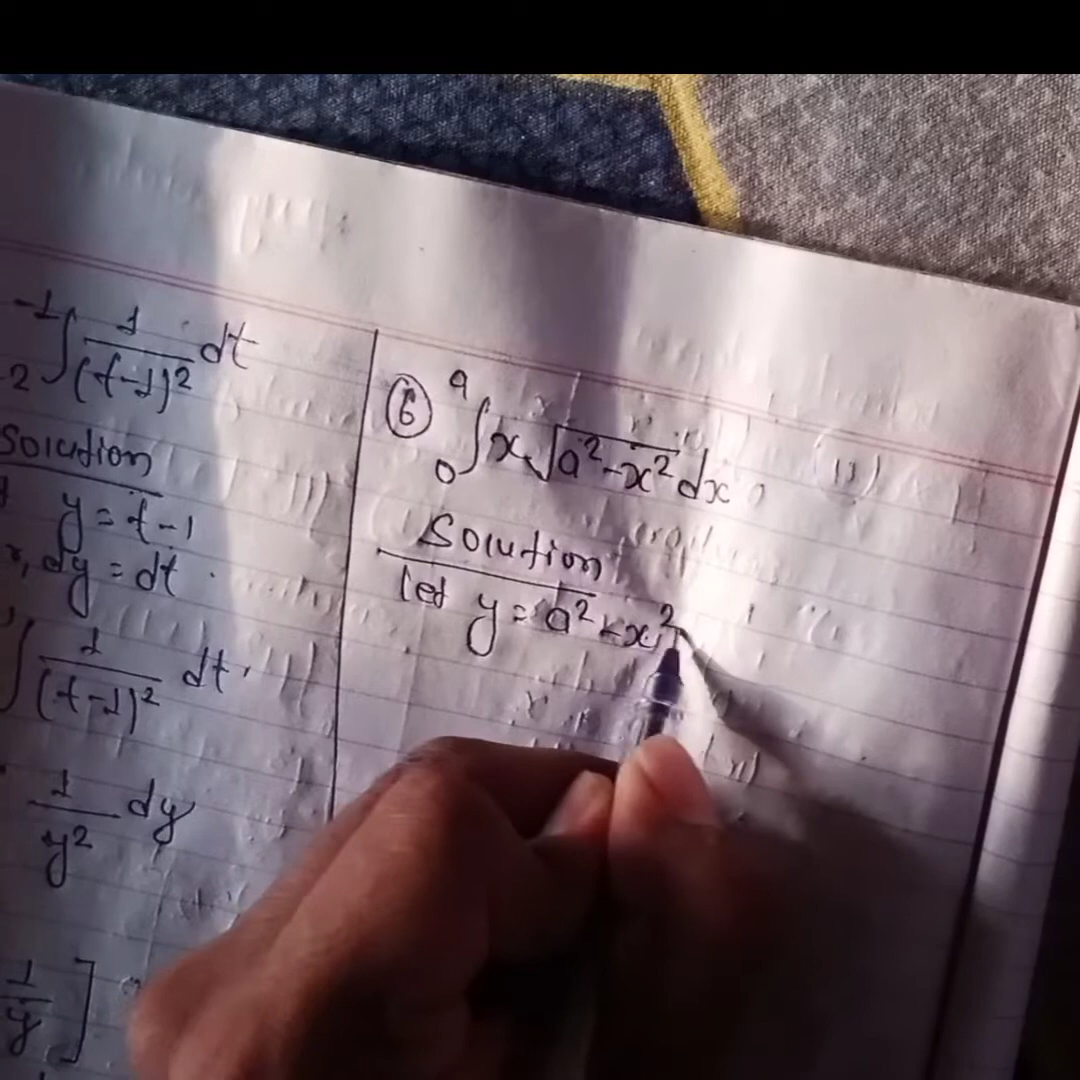 -1∫-2 1/(t-1)² dt
Solution
y = t-1
dy = dt
∫ 1/(t-1)² dt
1/y² dy
1/y ]
⑥ a∫0 x√a²-x² dx
Solution
let y = a² - x²